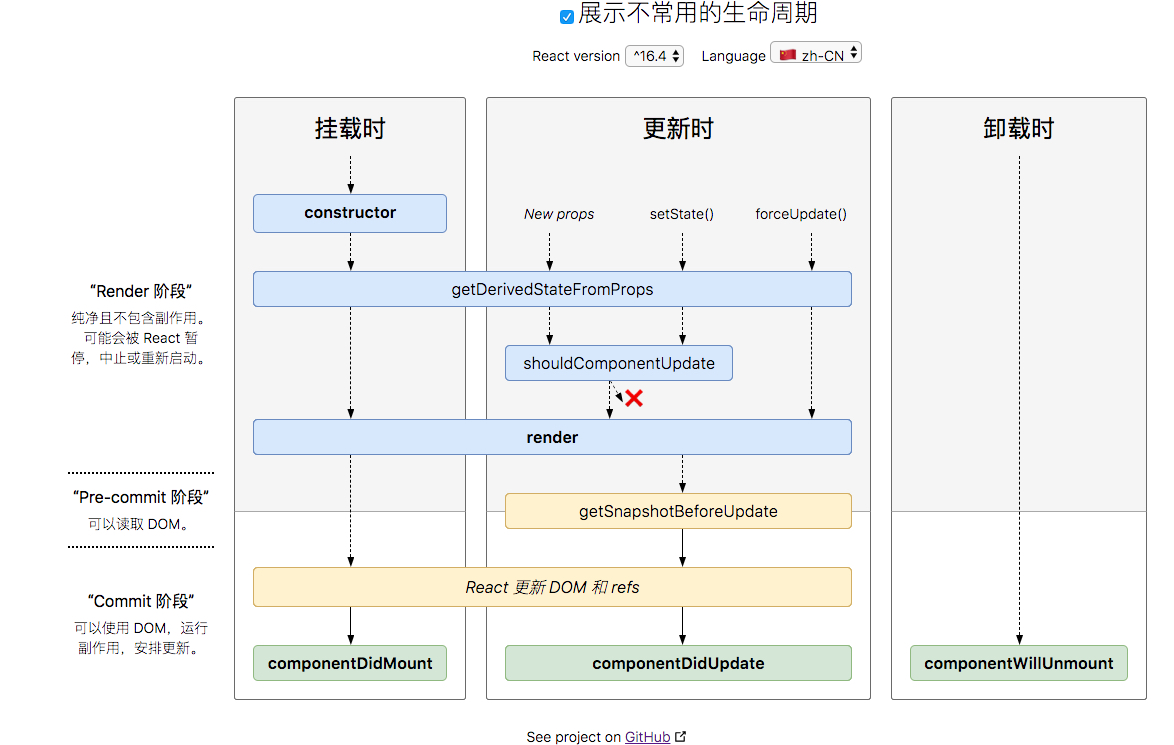 展示不常用的生命周期
React version ^16.4 Language 🇨🇳 zh-CN
挂载时
更新时
卸载时
constructor
New props
setState()
forceUpdate()
“Render 阶段”
纯净且不包含副作用。
可能会被 React 暂
停，中止或重新启动。
getDerivedStateFromProps
shouldComponentUpdate
render
“Pre-commit 阶段”
可以读取 DOM。
getSnapshotBeforeUpdate
“Commit 阶段”
可以使用 DOM，运行
副作用，安排更新。
React 更新 DOM 和 refs
componentDidMount
componentDidUpdate
componentWillUnmount
See project on GitHub